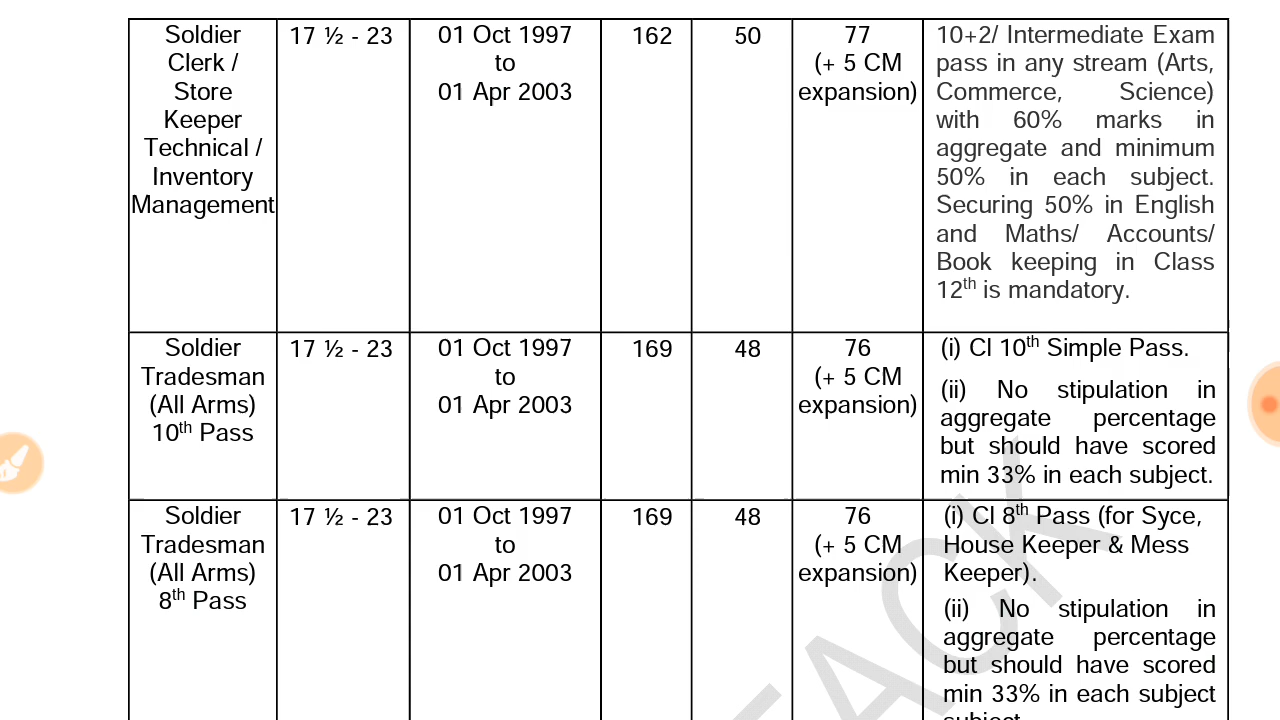 Soldier
Clerk /
Store
Keeper
Technical /
Inventory
Management
17 ½ - 23
01 Oct 1997
to
01 Apr 2003
162
50
77
(+ 5 CM
expansion)
10+2/ Intermediate Exam
pass in any stream (Arts,
Commerce, Science)
with 60% marks in
aggregate and minimum
50% in each subject.
Securing 50% in English
and Maths/ Accounts/
Book keeping in Class
12th is mandatory.
Soldier
Tradesman
(All Arms)
10th Pass
17 ½ - 23
01 Oct 1997
to
01 Apr 2003
169
48
76
(+ 5 CM
expansion)
(i) Cl 10th Simple Pass.
(ii) No stipulation in
aggregate percentage
but should have scored
min 33% in each subject.
Soldier
Tradesman
(All Arms)
8th Pass
17 ½ - 23
01 Oct 1997
to
01 Apr 2003
169
48
76
(+ 5 CM
expansion)
(i) Cl 8th Pass (for Syce,
House Keeper & Mess
Keeper).
(ii) No stipulation in
aggregate percentage
but should have scored
min 33% in each subject